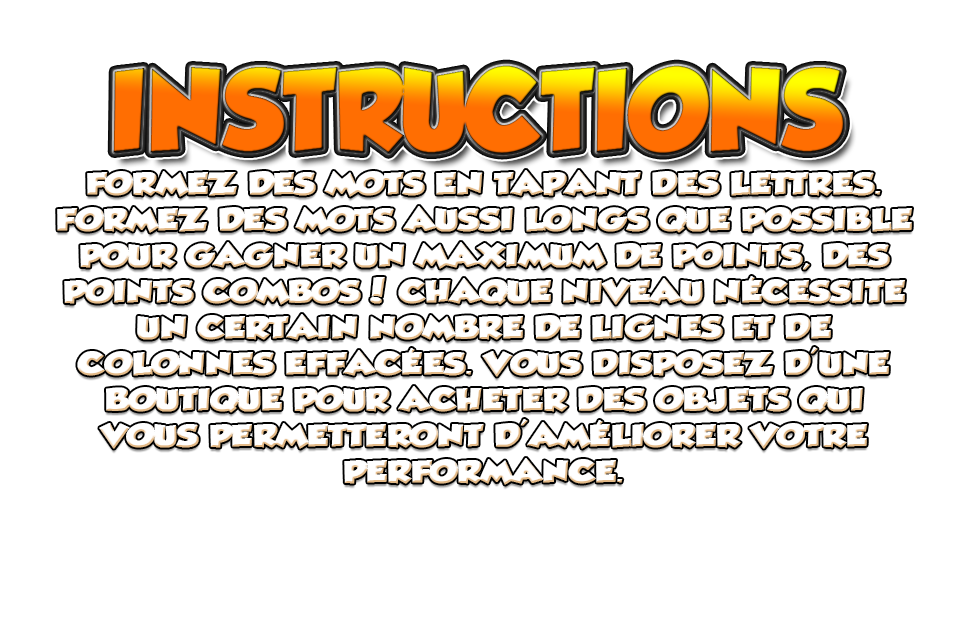 INSTRUCTIONS
FORMEZ DES MOTS EN TAPANT DES LETTRES.
FORMEZ DES MOTS AUSSI LONGS QUE POSSIBLE
POUR GAGNER UN MAXIMUM DE POINTS, DES
POINTS COMBOS! CHAQUE NIVEAU NÉCESSITE
UN CERTAIN NOMBRE DE LIGNES ET DE
COLONNES EFFACÉES. VOUS DISPOSEZ D'UNE
BOUTIQUE POUR ACHETER DES OBJETS QUI
VOUS PERMETTERONT D'AMÉLIORER VOTRE
PERFORMANCE.